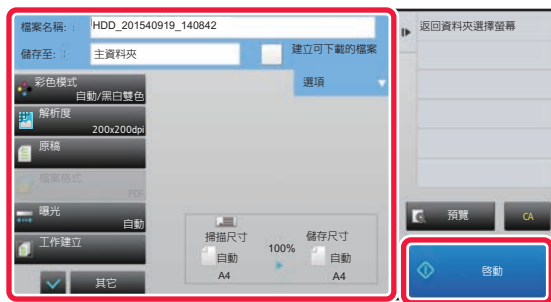 檔案名稱:
HDD_201540919_140842
返回資料夾選擇螢幕
儲存至:
主資料夾
建立可下載的檔案
選項
彩色模式
自動/黑白雙色
解析度
200x200dpi
原稿
檔案格式
PDF
曝光
自動
工作建立
其它
掃描尺寸
自動
A4
100%
儲存尺寸
自動
A4
預覽
CA
啓動